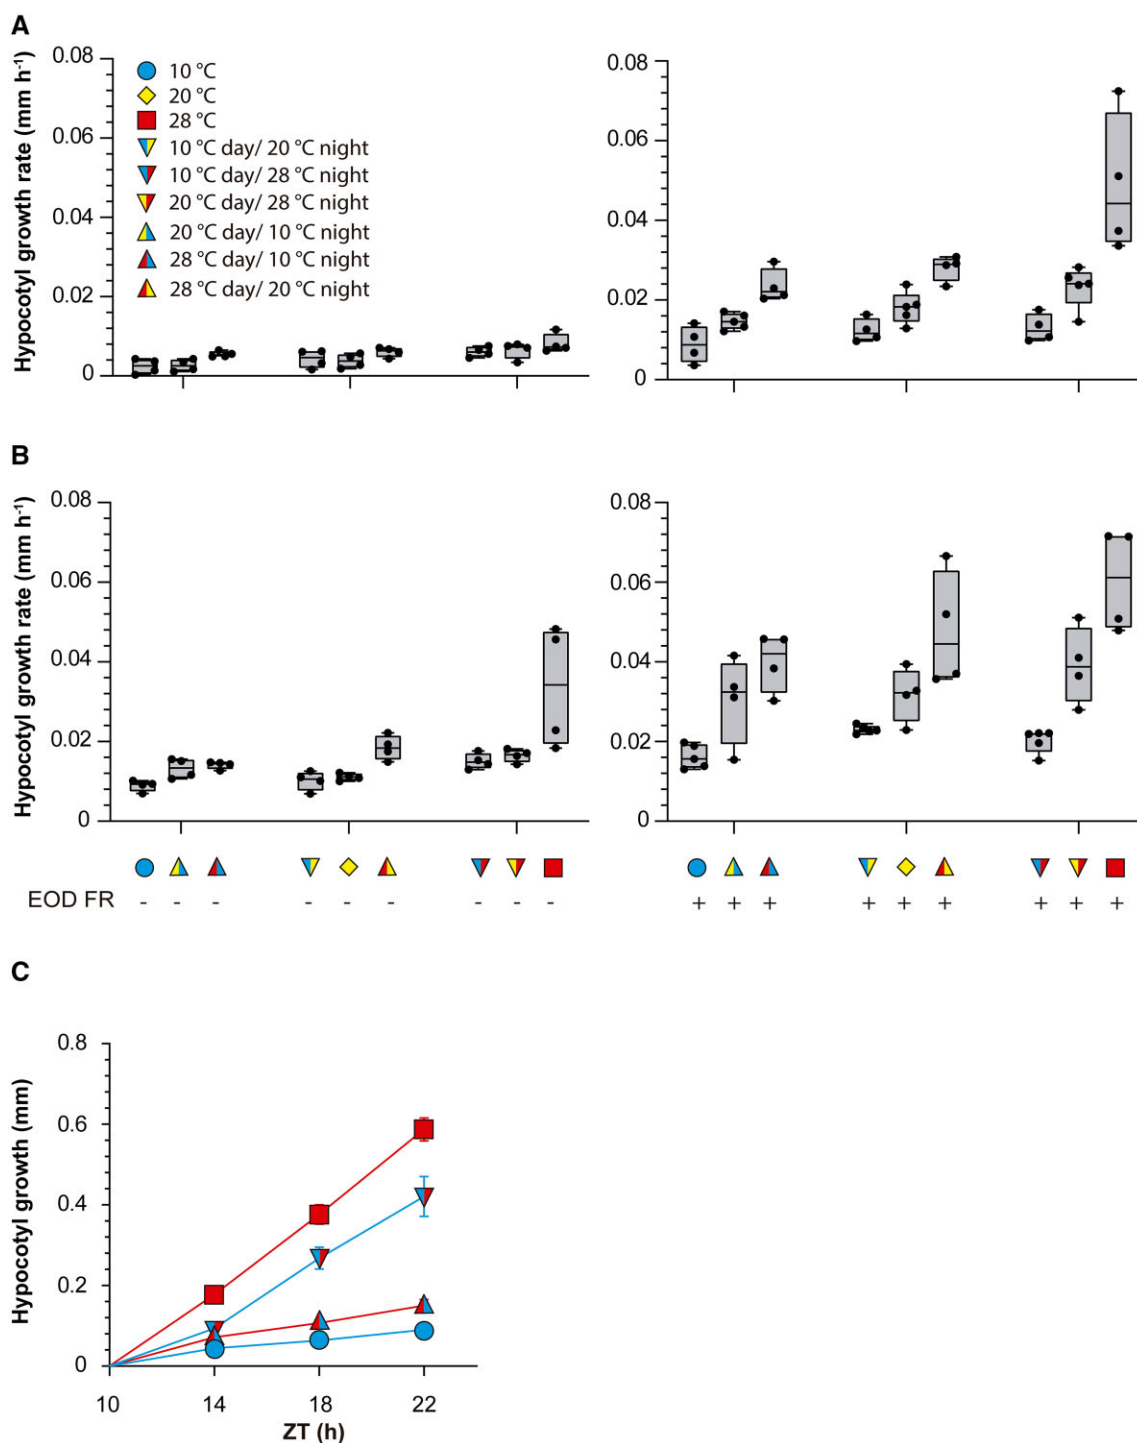 A
Hypocotyl growth rate (mm h-1)
0.08
0.06
0.04
0.02
0
10 °C
20 °C
28 °C
10 °C day/ 20 °C night
10 °C day/ 28 °C night
20 °C day/ 28 °C night
20 °C day/ 10 °C night
28 °C day/ 10 °C night
28 °C day/ 20 °C night
0.08
0.06
0.04
0.02
0
B
Hypocotyl growth rate (mm h-1)
0.08
0.06
0.04
0.02
0
0.08
0.06
0.04
0.02
0
EOD FR - - - - - - - - - + + + + + + + + +
C
Hypocotyl growth (mm)
0.8
0.6
0.4
0.2
0
10 14 18 22
ZT (h)